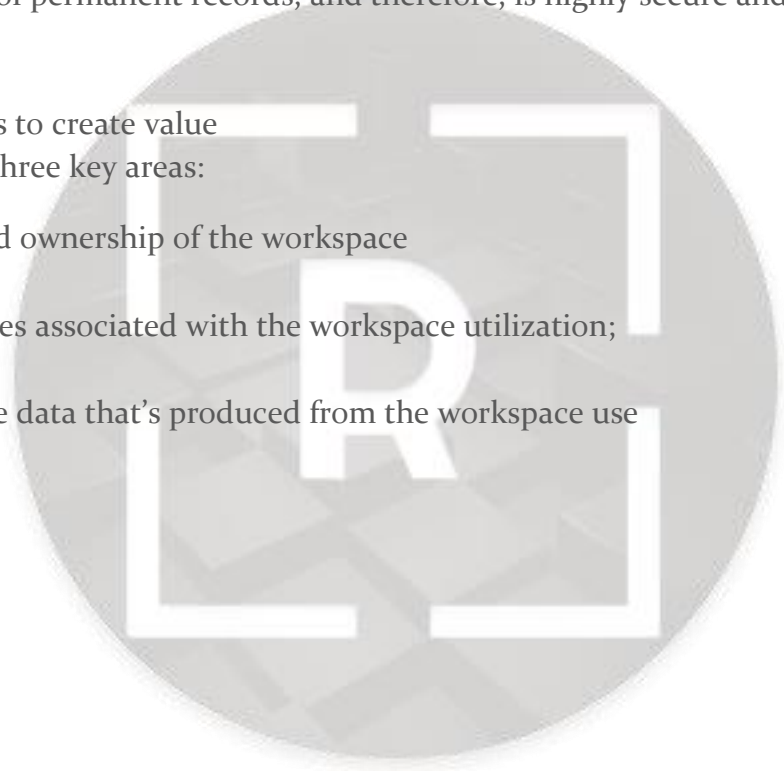 of permanent records, and therefore, is highly secure and
s to create value
hree key areas:
d ownership of the workspace
es associated with the workspace utilization;
e data that's produced from the workspace use
R